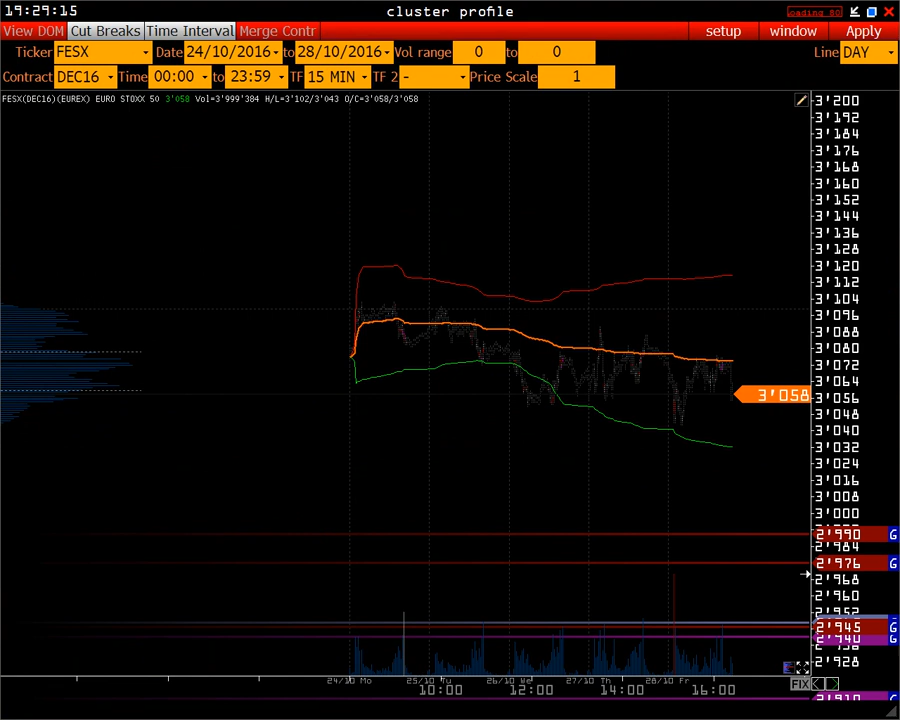 19:29:15 cluster profile loading 50
View DOM Cut Breaks Time Interval Merge Contr setup window Apply
Ticker FESX Date 24/10/2016 to 28/10/2016 Vol range 0 to 0 Line DAY
Contract DEC16 Time 00:00 to 23:59 TF 15 MIN TF 2 - Price Scale 1
FESX(DEC16)(EUREX) EURO STOXX 50 3'058 Vol=3'999'384 H/L=3'102/3'043 O/C=3'058/3'058
3'200
3'192
3'184
3'176
3'168
3'160
3'152
3'144
3'136
3'128
3'120
3'112
3'104
3'096
3'088
3'080
3'072
3'064
3'058
3'056
3'048
3'040
3'032
3'024
3'016
3'008
3'000
2'990 G
2'984
2'976 G
2'968
2'960
2'952
2'945 G
2'940 G
2'936
2'928
24/10 Mo 25/10 Tu 26/10 We 27/10 Th 28/10 Fr FIX
10:00 12:00 14:00 16:00
2'910 G